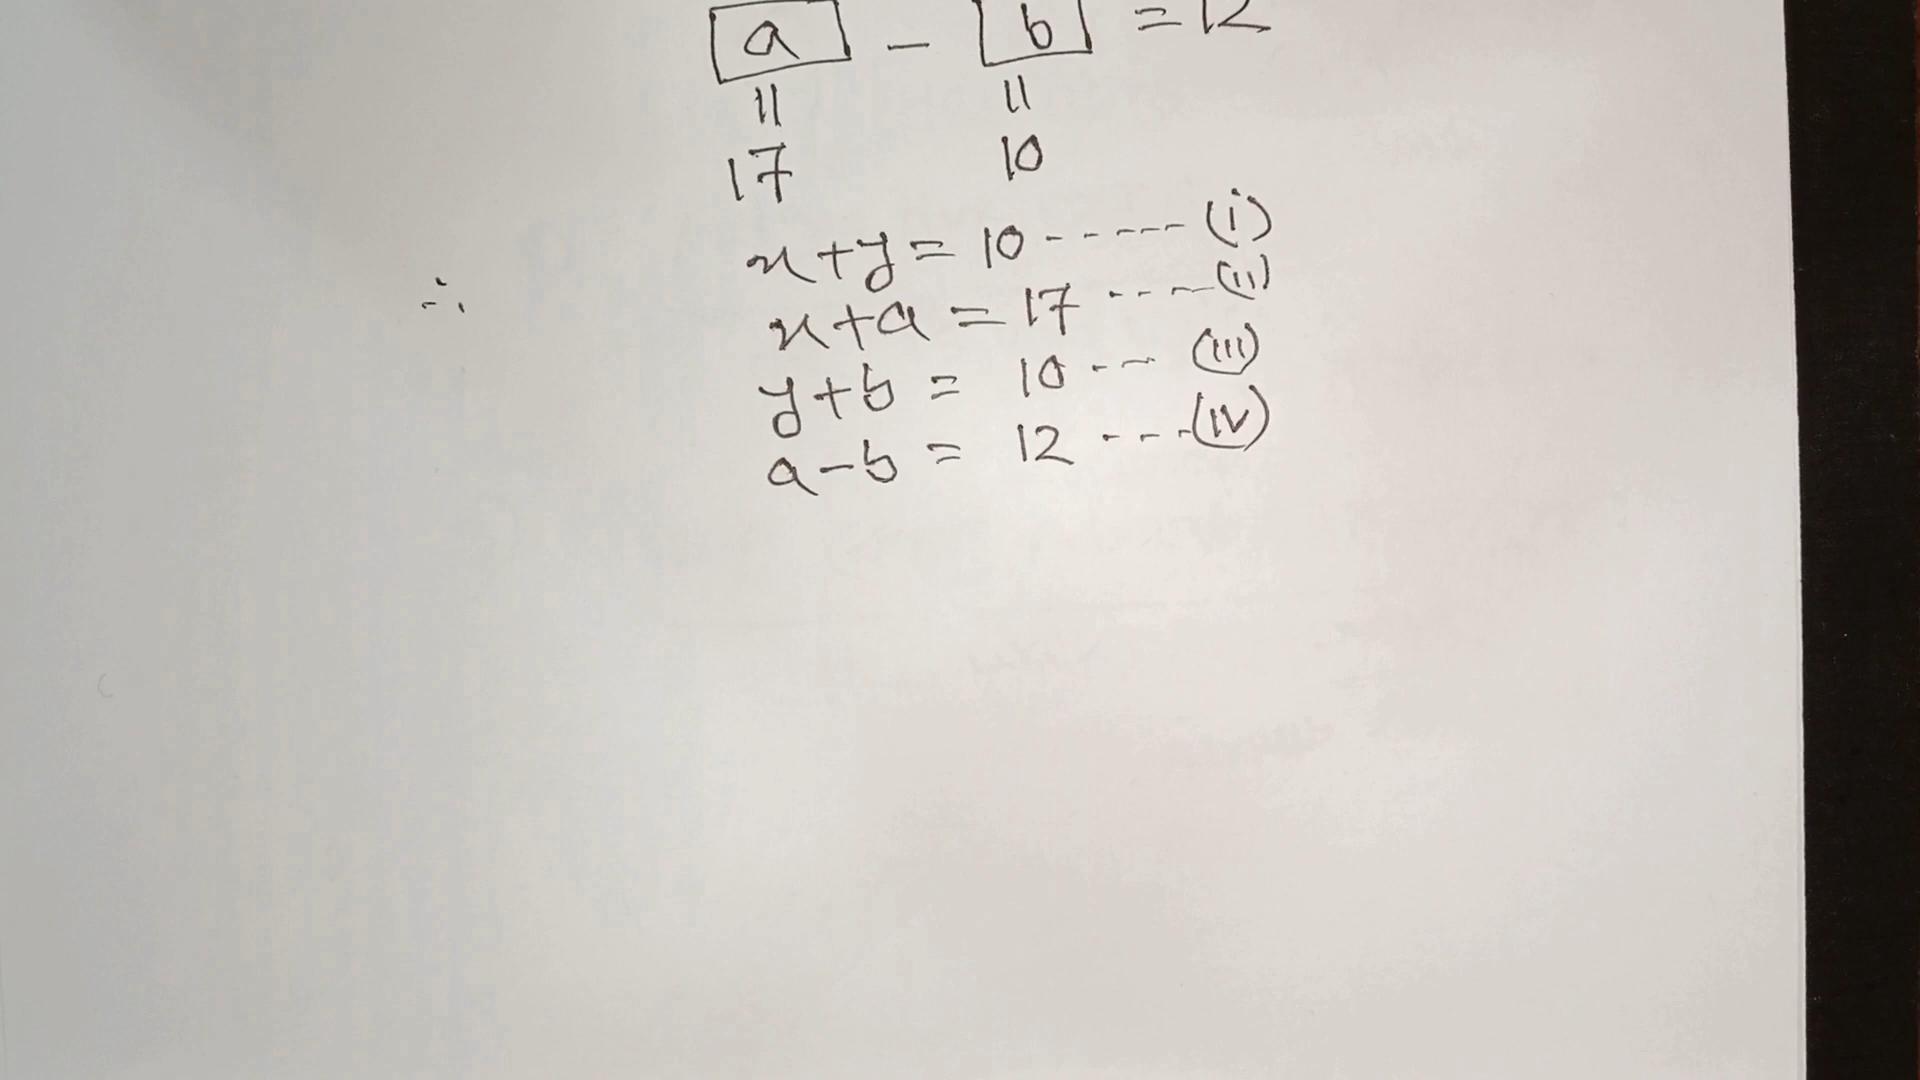 a - b = 12
11 11
17 10
x+y = 10 ------ (i)
∴ x+a = 17 ---- (ii)
y+b = 10 --- (iii)
a-b = 12 --- (iv)